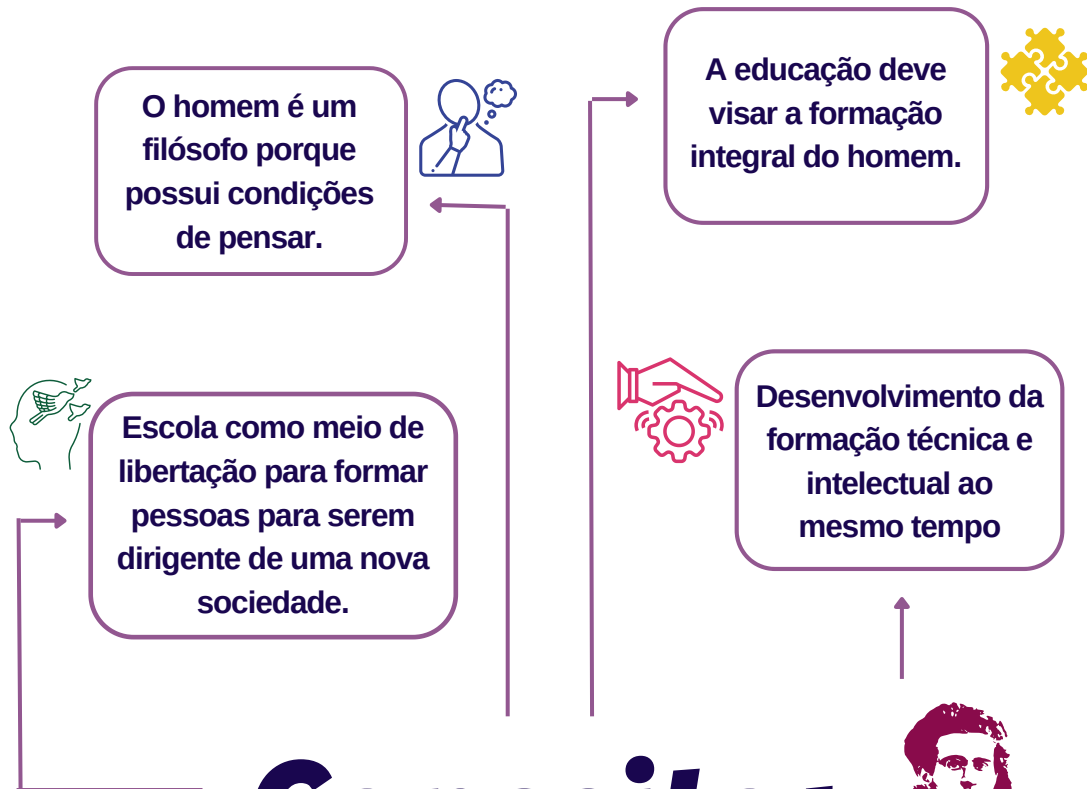 O homem é um
filósofo porque
possui condições
de pensar.
A educação deve
visar a formação
integral do homem.
Escola como meio de
libertação para formar
pessoas para serem
dirigente de uma nova
sociedade.
Desenvolvimento da
formação técnica e
intelectual ao
mesmo tempo